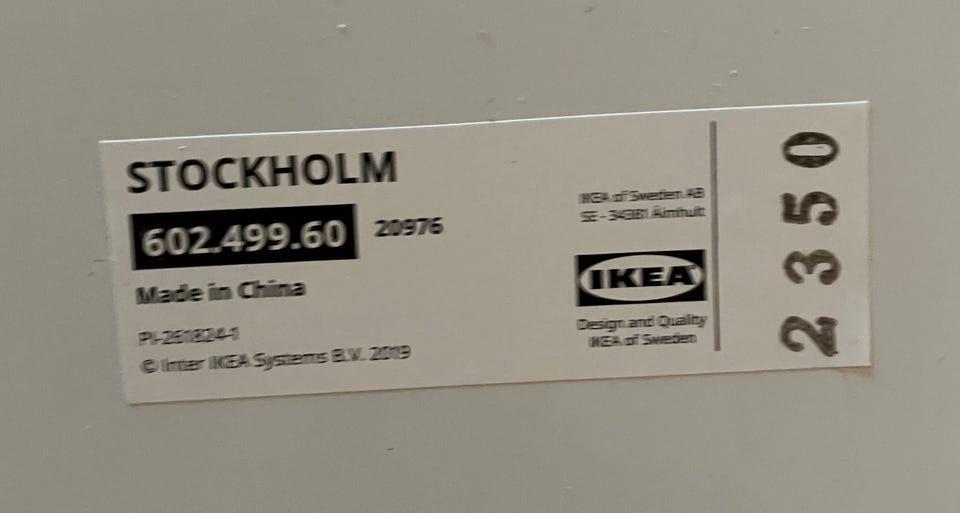 STOCKHOLM
602.499.60 20976
Made in China
PI-261824-1
© Inter IKEA Systems B.V. 2019
IKEA of Sweden AB
SE - 34381 Älmhult
IKEA
Design and Quality
IKEA of Sweden
2350